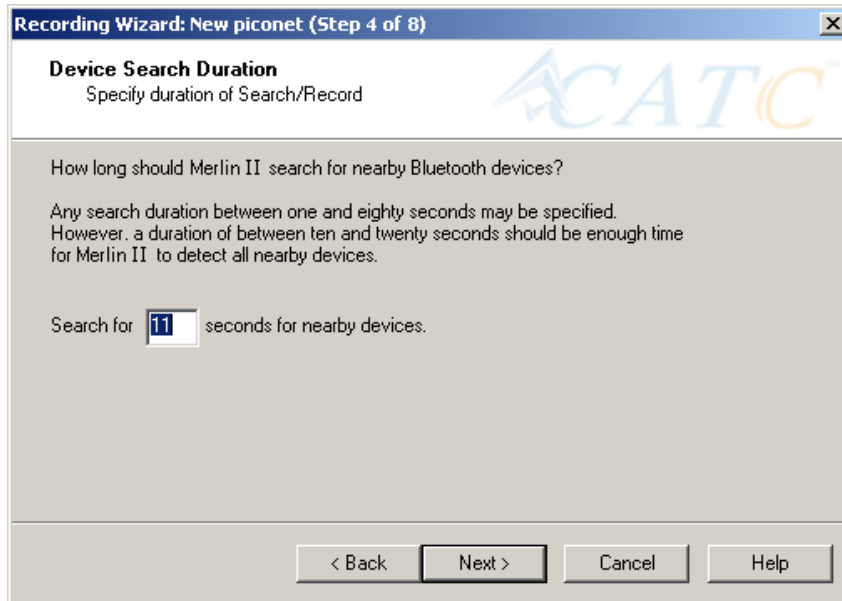 Recording Wizard: New piconet (Step 4 of 8)
Device Search Duration
Specify duration of Search/Record
CATC™
How long should Merlin II search for nearby Bluetooth devices?
Any search duration between one and eighty seconds may be specified.
However, a duration of between ten and twenty seconds should be enough time
for Merlin II to detect all nearby devices.
Search for 11 seconds for nearby devices.
< Back Next > Cancel Help